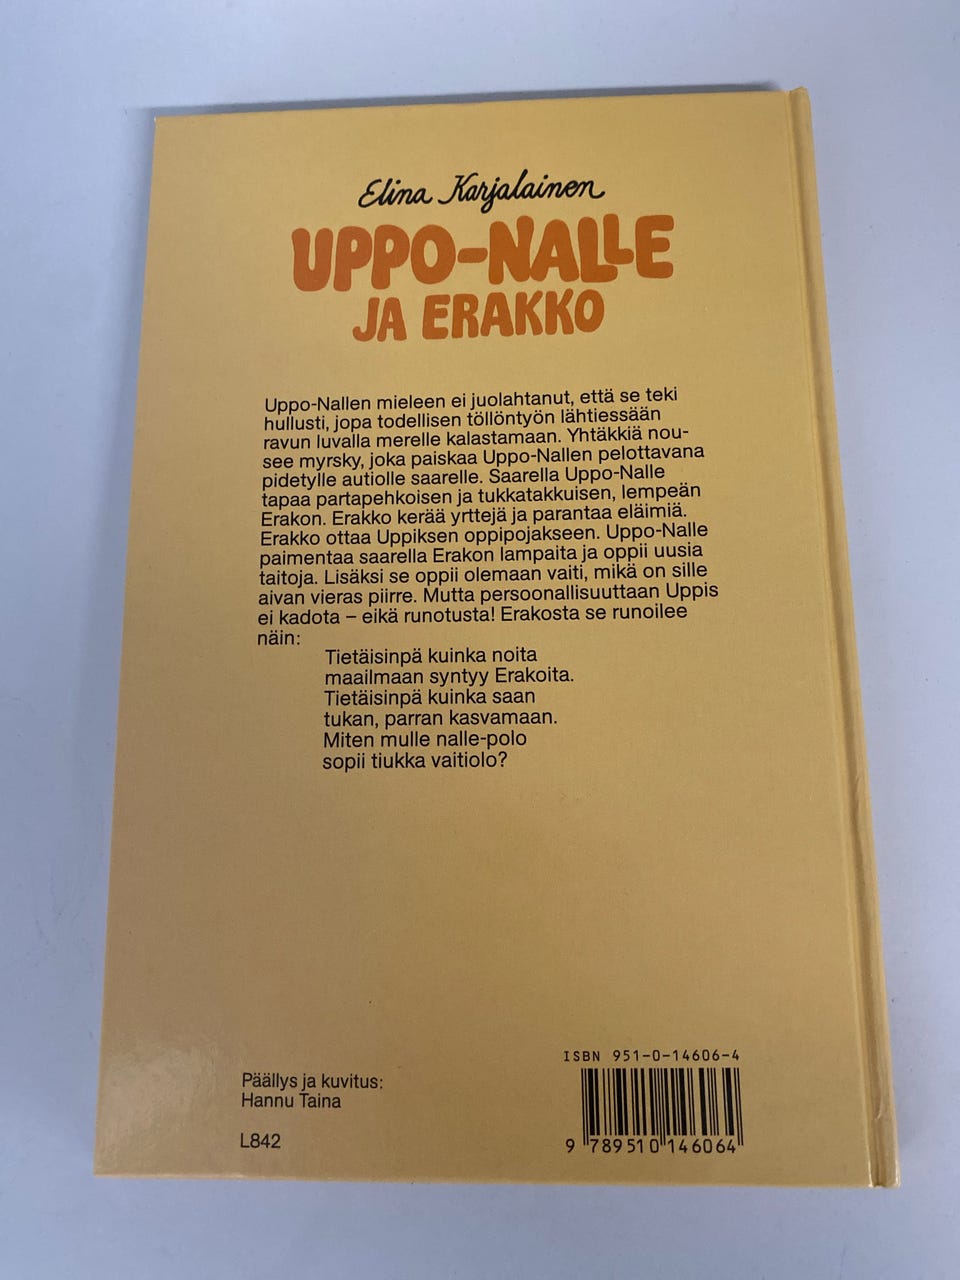 Elina Karjalainen
UPPO-NALLE
JA ERAKKO
Uppo-Nallen mieleen ei juolahtanut, että se teki
hullusti, jopa todellisen töllöntyön lähtiessään
ravun luvalla merelle kalastamaan. Yhtäkkiä nou-
see myrsky, joka paiskaa Uppo-Nallen pelottavana
pidetylle autiolle saarelle. Saarella Uppo-Nalle
tapaa partapehkoisen ja tukkatakkuisen, lempeän
Erakon. Erakko kerää yrttejä ja parantaa eläimiä.
Erakko ottaa Uppiksen oppipojakseen. Uppo-Nalle
paimentaa saarella Erakon lampaita ja oppii uusia
taitoja. Lisäksi se oppii olemaan vaiti, mikä on sille
aivan vieras piirre. Mutta persoonallisuuttaan Uppis
ei kadota – eikä runotusta! Erakosta se runoilee
näin:
Tietäisinpä kuinka noita
maailmaan syntyy Erakoita.
Tietäisinpä kuinka saan
tukan, parran kasvamaan.
Miten mulle nalle-polo
sopii tiukka vaitiolo?
Päällys ja kuvitus:
Hannu Taina
L842
ISBN 951-0-14606-4
9 789510 146064